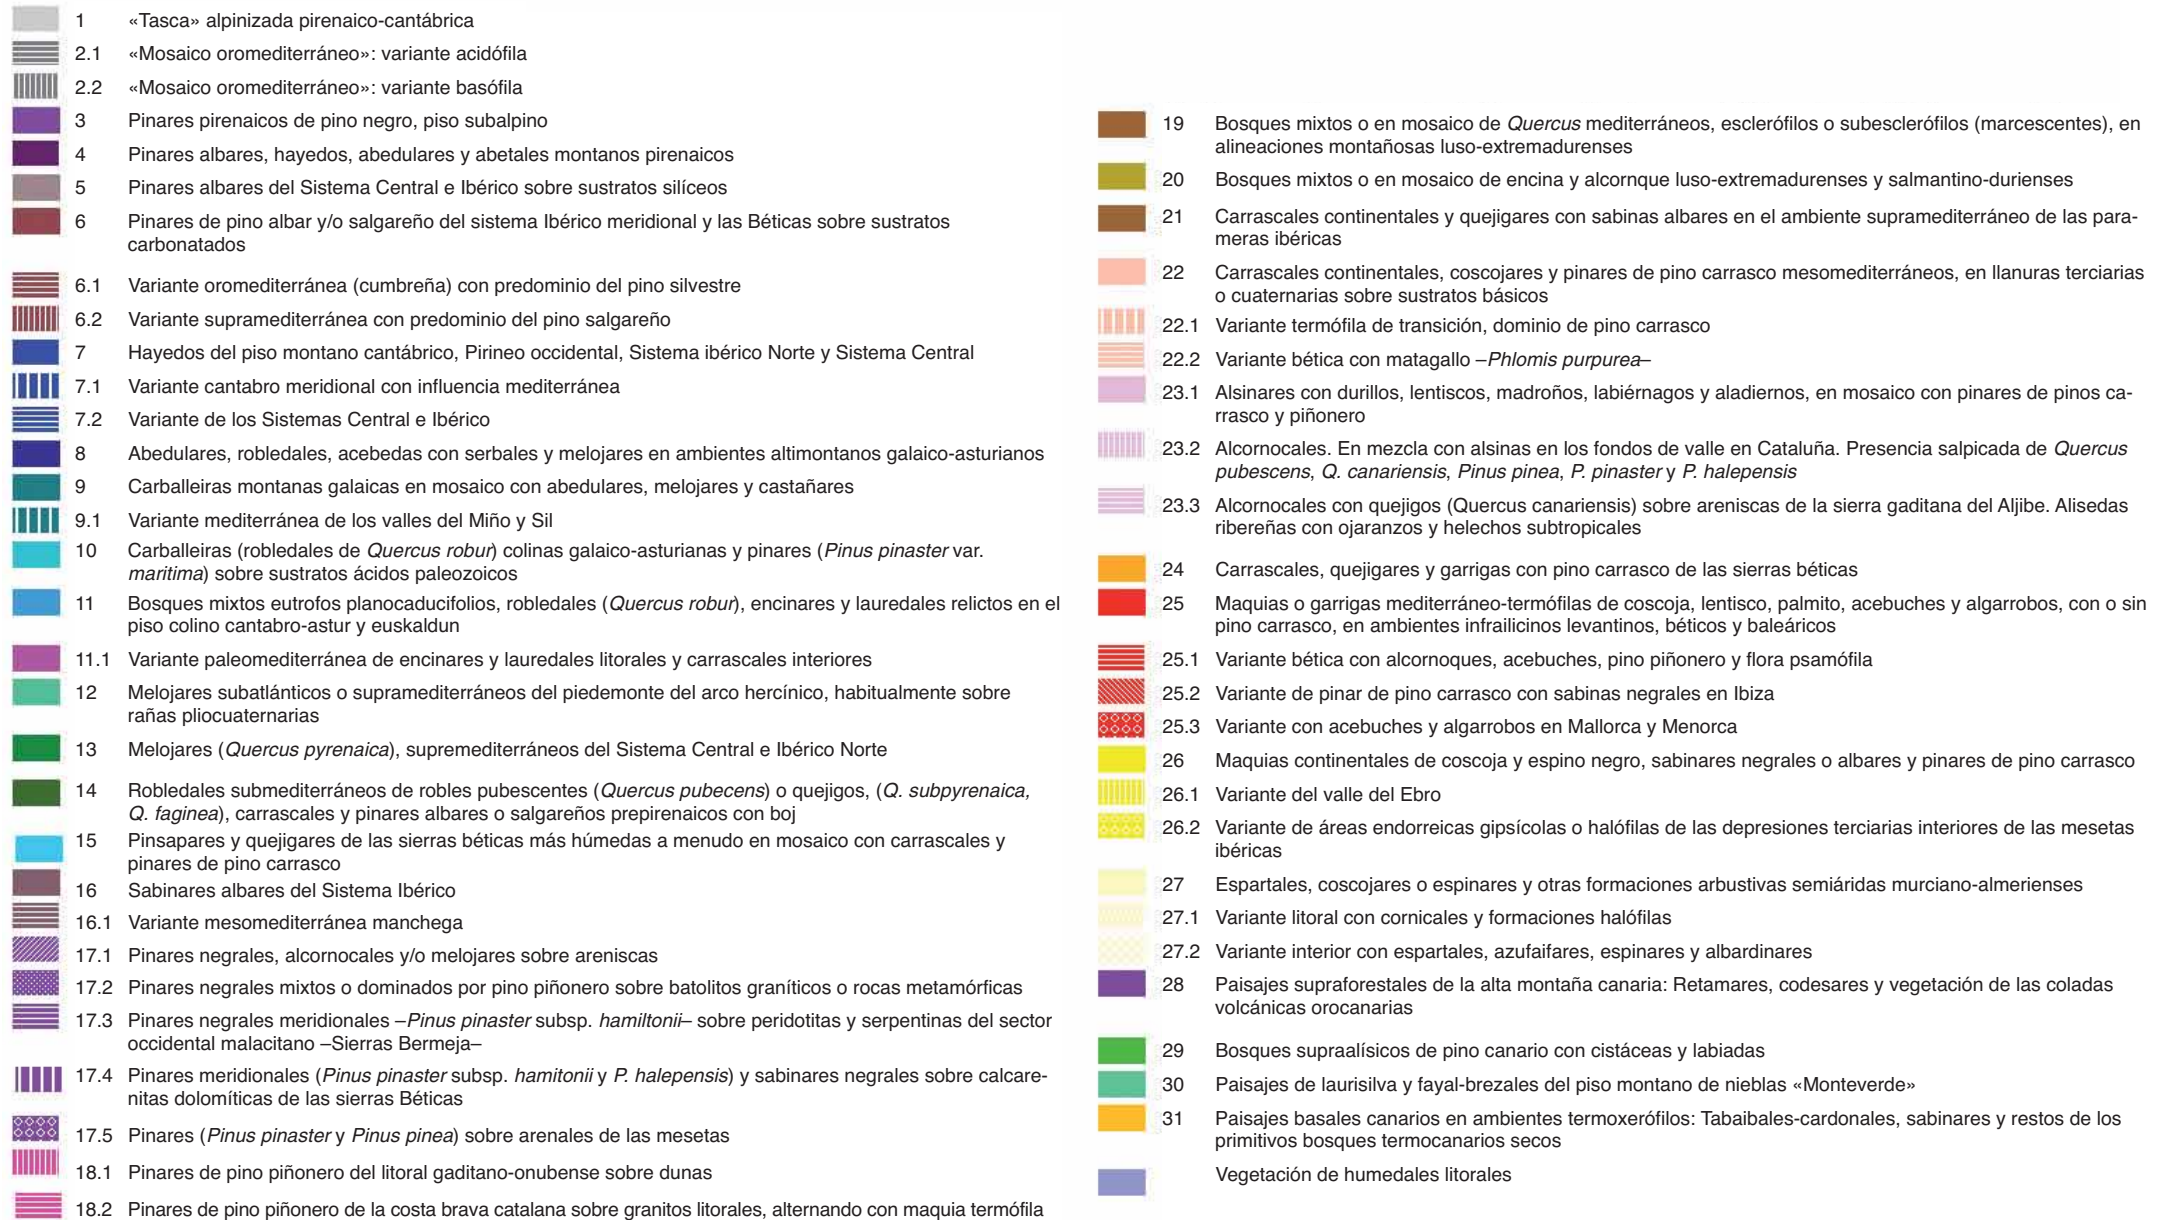 1 «Tasca» alpinizada pirenaico-cantábrica
2.1 «Mosaico oromediterráneo»: variante acidófila
2.2 «Mosaico oromediterráneo»: variante basófila
3 Pinares pirenaicos de pino negro, piso subalpino
4 Pinares albares, hayedos, abedulares y abetales montanos pirenaicos
5 Pinares albares del Sistema Central e Ibérico sobre sustratos silíceos
6 Pinares de pino albar y/o salgareño del sistema Ibérico meridional y las Béticas sobre sustratos
carbonatados
6.1 Variante oromediterránea (cumbreña) con predominio del pino silvestre
6.2 Variante supramediterránea con predominio del pino salgareño
7 Hayedos del piso montano cantábrico, Pirineo occidental, Sistema ibérico Norte y Sistema Central
7.1 Variante cantabro meridional con influencia mediterránea
7.2 Variante de los Sistemas Central e Ibérico
8 Abedulares, robledales, acebedas con serbales y melojares en ambientes altimontanos galaico-asturianos
9 Carballeiras montanas galaicas en mosaico con abedulares, melojares y castañares
9.1 Variante mediterránea de los valles del Miño y Sil
10 Carballeiras (robledales de Quercus robur) colinas galaico-asturianas y pinares (Pinus pinaster var.
maritima) sobre sustratos ácidos paleozoicos
11 Bosques mixtos eutrofos planocaducifolios, robledales (Quercus robur), encinares y lauredales relictos en el
piso colino cantabro-astur y euskaldun
11.1 Variante paleomediterránea de encinares y lauredales litorales y carrascales interiores
12 Melojares subatlánticos o supramediterráneos del piedemonte del arco hercínico, habitualmente sobre
rañas pliocuaternarias
13 Melojares (Quercus pyrenaica), supremediterráneos del Sistema Central e Ibérico Norte
14 Robledales submediterráneos de robles pubescentes (Quercus pubecens) o quejigos, (Q. subpyrenaica,
Q. faginea), carrascales y pinares albares o salgareños prepirenaicos con boj
15 Pinsapares y quejigares de las sierras béticas más húmedas a menudo en mosaico con carrascales y
pinares de pino carrasco
16 Sabinares albares del Sistema Ibérico
16.1 Variante mesomediterránea manchega
17.1 Pinares negrales, alcornocales y/o melojares sobre areniscas
17.2 Pinares negrales mixtos o dominados por pino piñonero sobre batolitos graníticos o rocas metamórficas
17.3 Pinares negrales meridionales –Pinus pinaster subsp. hamiltonii– sobre peridotitas y serpentinas del sector
occidental malacitano –Sierras Bermeja–
17.4 Pinares meridionales (Pinus pinaster subsp. hamitonii y P. halepensis) y sabinares negrales sobre calcare-
nitas dolomíticas de las sierras Béticas
17.5 Pinares (Pinus pinaster y Pinus pinea) sobre arenales de las mesetas
18.1 Pinares de pino piñonero del litoral gaditano-onubense sobre dunas
18.2 Pinares de pino piñonero de la costa brava catalana sobre granitos litorales, alternando con maquia termófila
19 Bosques mixtos o en mosaico de Quercus mediterráneos, esclerófilos o subesclerófilos (marcescentes), en
alineaciones montañosas luso-extremadurenses
20 Bosques mixtos o en mosaico de encina y alcornque luso-extremadurenses y salmantino-durienses
21 Carrascales continentales y quejigares con sabinas albares en el ambiente supramediterráneo de las para-
meras ibéricas
22 Carrascales continentales, coscojares y pinares de pino carrasco mesomediterráneos, en llanuras terciarias
o cuaternarias sobre sustratos básicos
22.1 Variante termófila de transición, dominio de pino carrasco
22.2 Variante bética con matagallo –Phlomis purpurea–
23.1 Alsinares con durillos, lentiscos, madroños, labiérnagos y aladiernos, en mosaico con pinares de pinos ca-
rrasco y piñonero
23.2 Alcornocales. En mezcla con alsinas en los fondos de valle en Cataluña. Presencia salpicada de Quercus
pubescens, Q. canariensis, Pinus pinea, P. pinaster y P. halepensis
23.3 Alcornocales con quejigos (Quercus canariensis) sobre areniscas de la sierra gaditana del Aljibe. Alisedas
ribereñas con ojaranzos y helechos subtropicales
24 Carrascales, quejigares y garrigas con pino carrasco de las sierras béticas
25 Maquias o garrigas mediterráneo-termófilas de coscoja, lentisco, palmito, acebuches y algarrobos, con o sin
pino carrasco, en ambientes infrailicinos levantinos, béticos y baleáricos
25.1 Variante bética con alcornoques, acebuches, pino piñonero y flora psamófila
25.2 Variante de pinar de pino carrasco con sabinas negrales en Ibiza
25.3 Variante con acebuches y algarrobos en Mallorca y Menorca
26 Maquias continentales de coscoja y espino negro, sabinares negrales o albares y pinares de pino carrasco
26.1 Variante del valle del Ebro
26.2 Variante de áreas endorreicas gipsícolas o halófilas de las depresiones terciarias interiores de las mesetas
ibéricas
27 Espartales, coscojares o espinares y otras formaciones arbustivas semiáridas murciano-almerienses
27.1 Variante litoral con cornicales y formaciones halófilas
27.2 Variante interior con espartales, azufaifares, espinares y albardinares
28 Paisajes supraforestales de la alta montaña canaria: Retamares, codesares y vegetación de las coladas
volcánicas orocanarias
29 Bosques supraalísicos de pino canario con cistáceas y labiadas
30 Paisajes de laurisilva y fayal-brezales del piso montano de nieblas «Monteverde»
31 Paisajes basales canarios en ambientes termoxerófilos: Tabaibales-cardonales, sabinares y restos de los
primitivos bosques termocanarios secos
Vegetación de humedales litorales